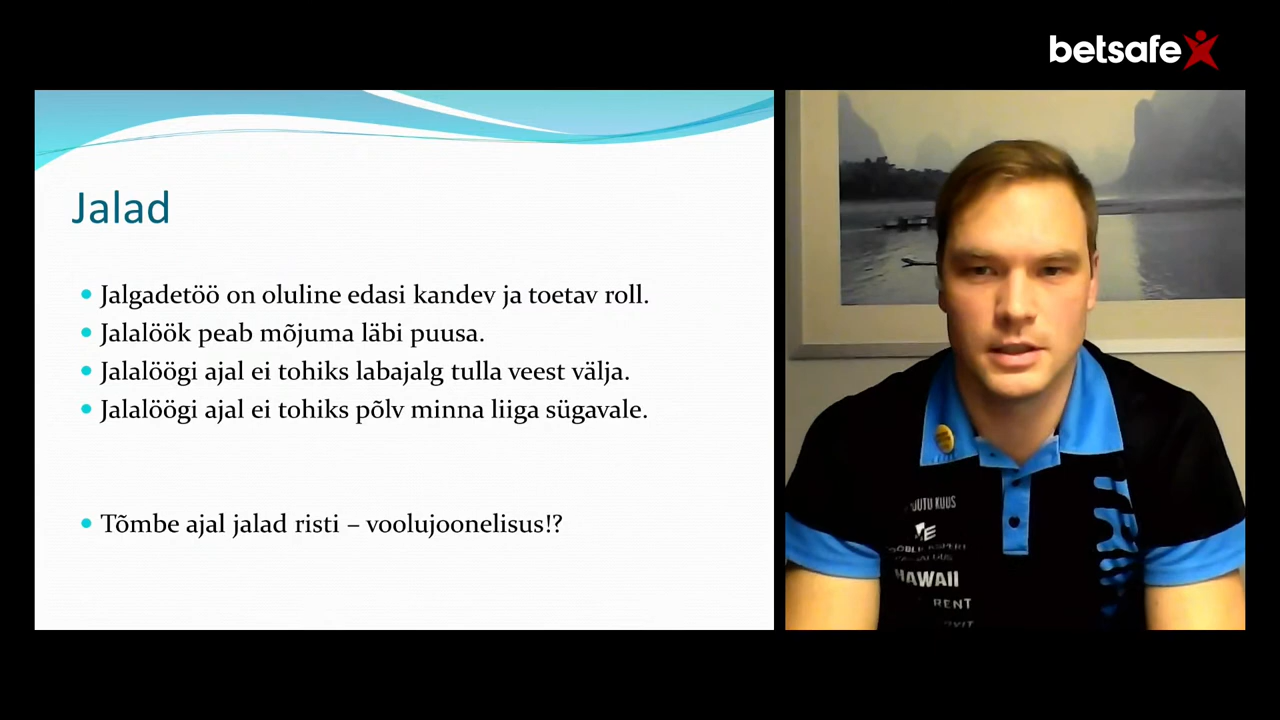 betsafe
Jalad
• Jalgadetöö on oluline edasi kandev ja toetav roll.
• Jalalöök peab mõjuma läbi puusa.
• Jalalöögi ajal ei tohiks labajalg tulla veest välja.
• Jalalöögi ajal ei tohiks põlv minna liiga sügavale.
• Tõmbe ajal jalad risti – voolujoonelisus!?
KUUS
HAWAII
RENT